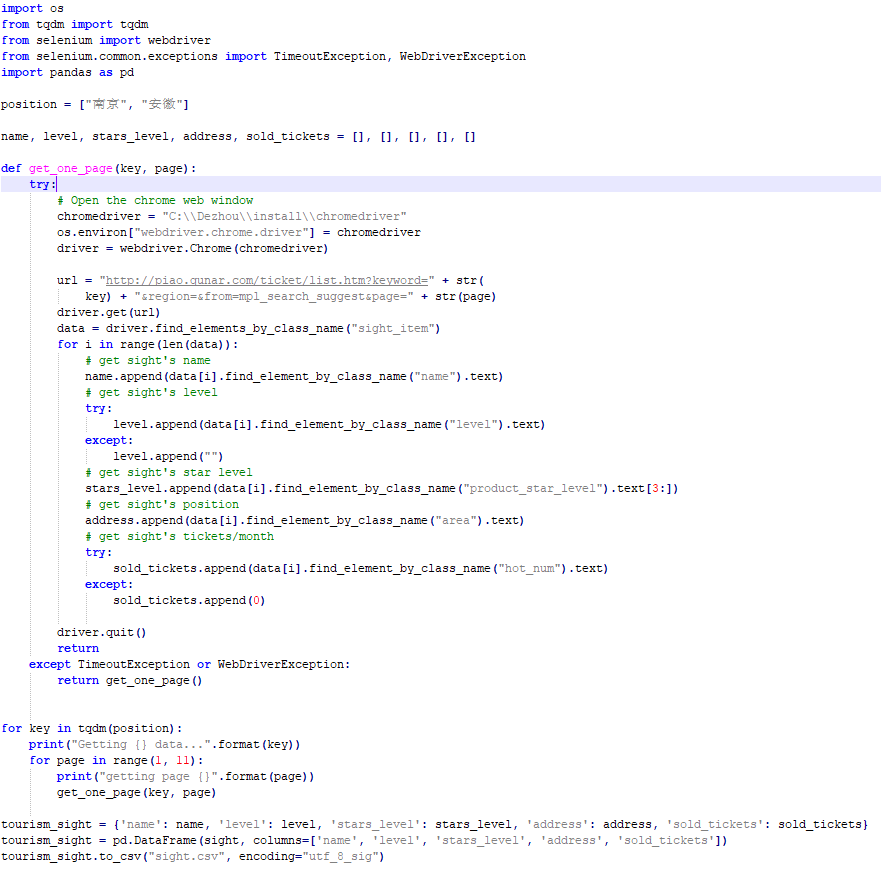 import os
from tqdm import tqdm
from selenium import webdriver
from selenium.common.exceptions import TimeoutException, WebDriverException
import pandas as pd

position = ["南京", "安徽"]

name, level, stars_level, address, sold_tickets = [], [], [], [], []

def get_one_page(key, page):
    try:
        # Open the chrome web window
        chromedriver = "C:\\Dezhou\\install\\chromedriver"
        os.environ["webdriver.chrome.driver"] = chromedriver
        driver = webdriver.Chrome(chromedriver)

        url = "http://piao.qunar.com/ticket/list.htm?keyword=" + str(
            key) + "&region=&from=mpl_search_suggest&page=" + str(page)
        driver.get(url)
        data = driver.find_elements_by_class_name("sight_item")
        for i in range(len(data)):
            # get sight's name
            name.append(data[i].find_element_by_class_name("name").text)
            # get sight's level
            try:
                level.append(data[i].find_element_by_class_name("level").text)
            except:
                level.append("")
            # get sight's star level
            stars_level.append(data[i].find_element_by_class_name("product_star_level").text[3:])
            # get sight's position
            address.append(data[i].find_element_by_class_name("area").text)
            # get sight's tickets/month
            try:
                sold_tickets.append(data[i].find_element_by_class_name("hot_num").text)
            except:
                sold_tickets.append(0)

        driver.quit()
        return
    except TimeoutException or WebDriverException:
        return get_one_page()


for key in tqdm(position):
    print("Getting {} data...".format(key))
    for page in range(1, 11):
        print("getting page {}".format(page))
        get_one_page(key, page)

tourism_sight = {'name': name, 'level': level, 'stars_level': stars_level, 'address': address, 'sold_tickets': sold_tickets}
tourism_sight = pd.DataFrame(sight, columns=['name', 'level', 'stars_level', 'address', 'sold_tickets'])
tourism_sight.to_csv("sight.csv", encoding="utf_8_sig")